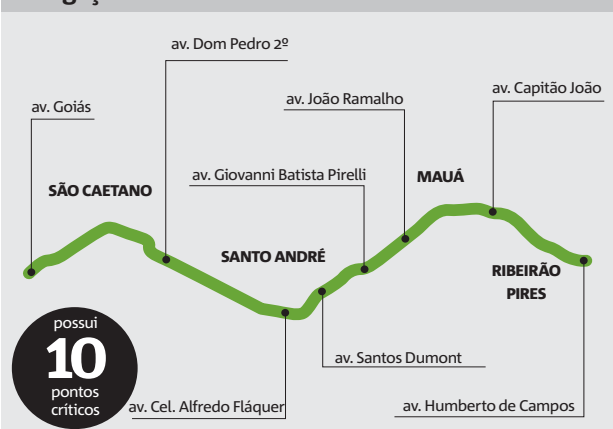 av. Dom Pedro 2º
av. Goiás
av. João Ramalho
av. Capitão João
av. Giovanni Batista Pirelli
MAUÁ
SÃO CAETANO
SANTO ANDRÉ
RIBEIRÃO
PIRES
possui
10
pontos
críticos
av. Santos Dumont
av. Cel. Alfredo Fláquer
av. Humberto de Campos